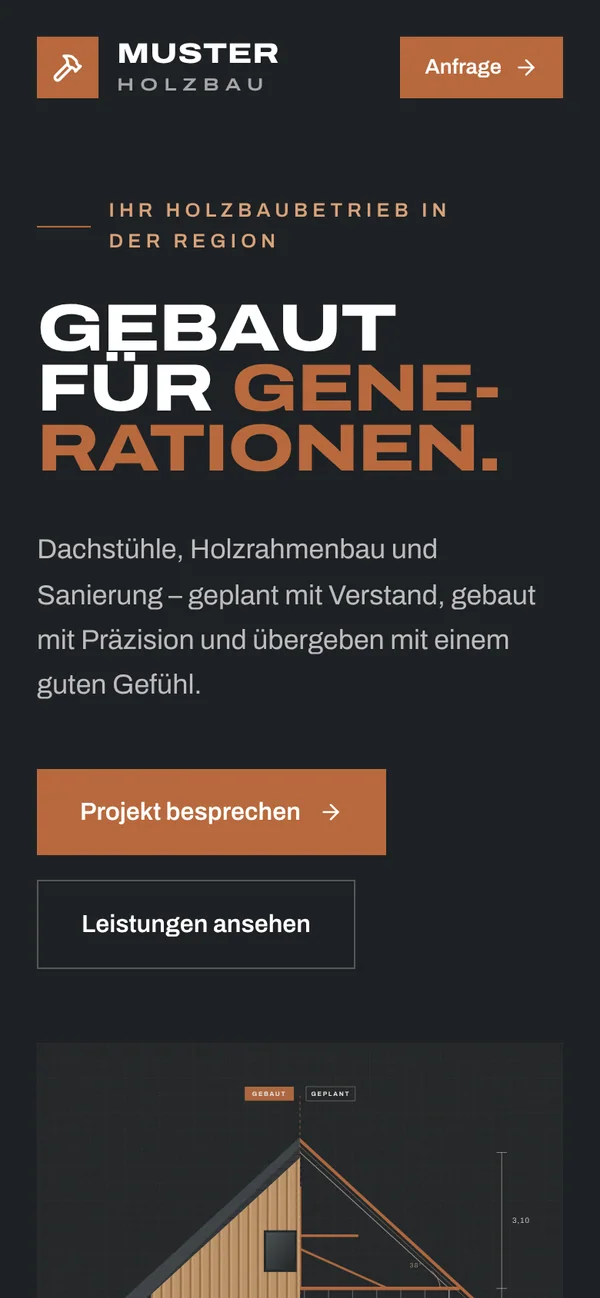 MUSTER
HOLZBAU
Anfrage
IHR HOLZBAUBETRIEB IN
DER REGION
GEBAUT
FÜR GENE-
RATIONEN.
Dachstühle, Holzrahmenbau und
Sanierung – geplant mit Verstand, gebaut
mit Präzision und übergeben mit einem
guten Gefühl.
Projekt besprechen
Leistungen ansehen
GEBAUT
GEPLANT
3,10
38°